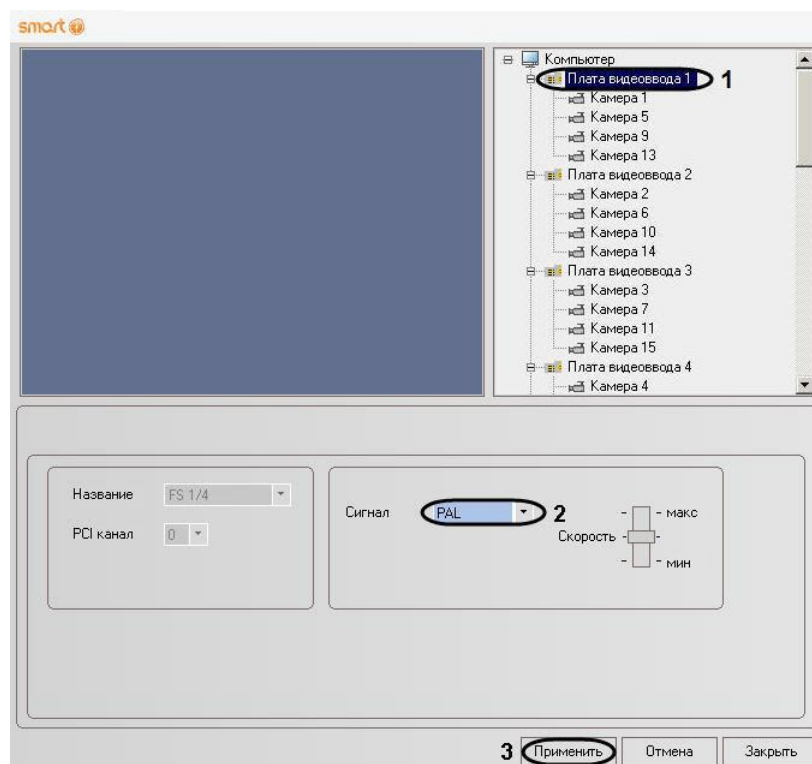 smart
Компьютер
Плата видеоввода 1 1
Камера 1
Камера 5
Камера 9
Камера 13
Плата видеоввода 2
Камера 2
Камера 6
Камера 10
Камера 14
Плата видеоввода 3
Камера 3
Камера 7
Камера 11
Камера 15
Плата видеоввода 4
Камера 4
Название FS 1/4
PCI канал 0
Сигнал PAL 2
- - макс
Скорость - -
- - мин
3 Применить Отмена Закрыть